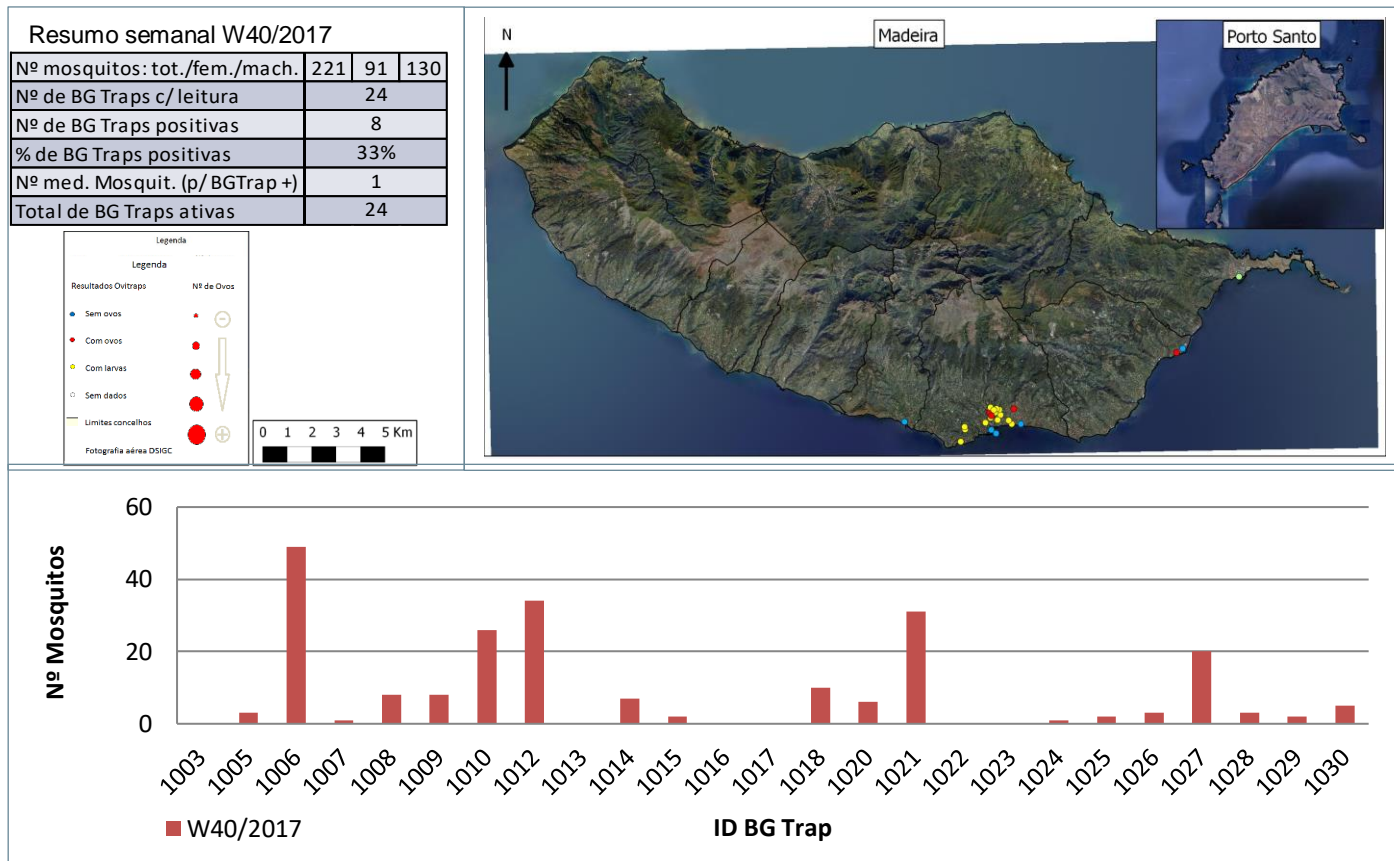 Resumo semanal W40/2017
Nº mosquitos: tot./fem./mach. 221 91 130
Nº de BG Traps c/ leitura 24
Nº de BG Traps positivas 8
% de BG Traps positivas 33%
Nº med. Mosquit. (p/ BGTrap +) 1
Total de BG Traps ativas 24
Legenda
Legenda
Resultados Ovitraps Nº de Ovos
Sem ovos
Com ovos
Com larvas
Sem dados
Limites concelhos
Fotografia aérea DSIGC
0 1 2 3 4 5 Km
N
Madeira
Porto Santo
60
40
20
0
Nº Mosquitos
1003 1005 1006 1007 1008 1009 1010 1012 1013 1014 1015 1016 1017 1018 1020 1021 1022 1023 1024 1025 1026 1027 1028 1029 1030
W40/2017
ID BG Trap